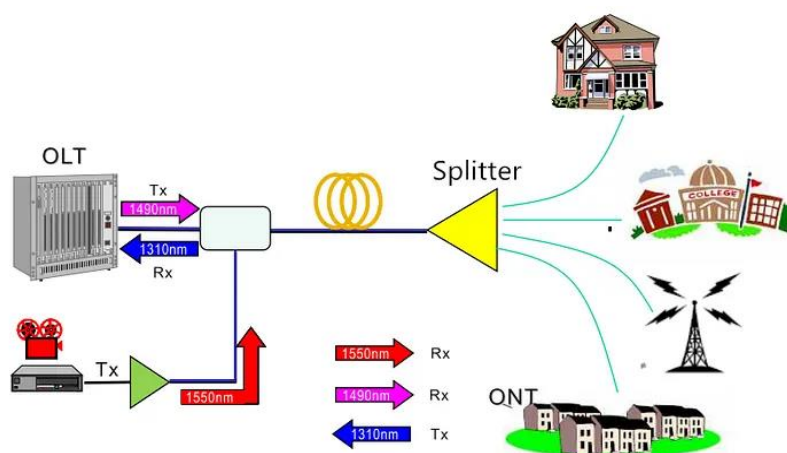 OLT
Splitter
COLLEGE
Tx
1490nm
1310nm
Rx
Tx
1550nm
1550nm Rx
1490nm Rx
1310nm Tx
ONT